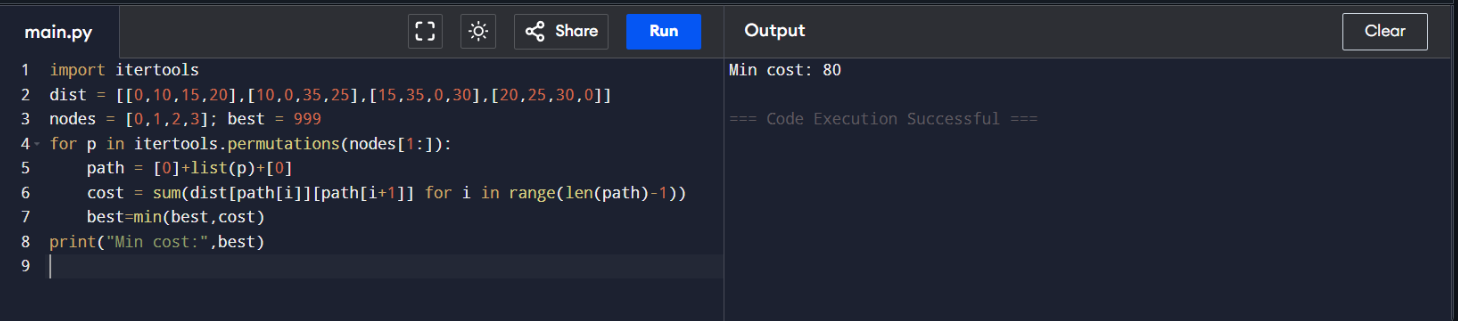 main.py
Share
Run
Output
Clear
1 import itertools
2 dist = [[0,10,15,20],[10,0,35,25],[15,35,0,30],[20,25,30,0]]
3 nodes = [0,1,2,3]; best = 999
4 for p in itertools.permutations(nodes[1:]):
5     path = [0]+list(p)+[0]
6     cost = sum(dist[path[i]][path[i+1]] for i in range(len(path)-1))
7     best=min(best,cost)
8 print("Min cost:",best)
9
Min cost: 80
=== Code Execution Successful ===